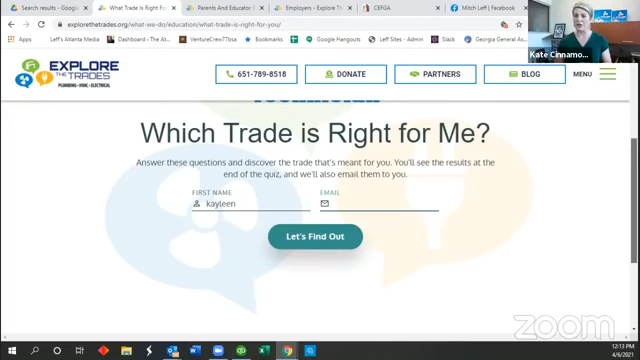 Search results - Goog
What Trade Is Right For
Parents And Educator
Employers - Explore Th
CEFGA
Mitch Leff | Facebook
explorethetrades.org/what-we-do/education/what-trade-is-right-for-you/
Apps
Leff's Atlanta Media
Dashboard ‹ The At
VentureCrew77bsa
Google Hangouts
Leff Sites - Admin
Slack
Georgia General Ass
Kate Cinnamo...
EXPLORE
THE TRADES
PLUMBING • HVAC • ELECTRICAL
651-789-8518
DONATE
PARTNERS
BLOG
MENU
Technician
Which Trade is Right for Me?
Answer these questions and discover the trade that's meant for you. You'll see the results at the
end of the quiz, and we'll also email them to you.
FIRST NAME
EMAIL
kayleen
Let's Find Out
zoom
12:13 PM
4/6/2021